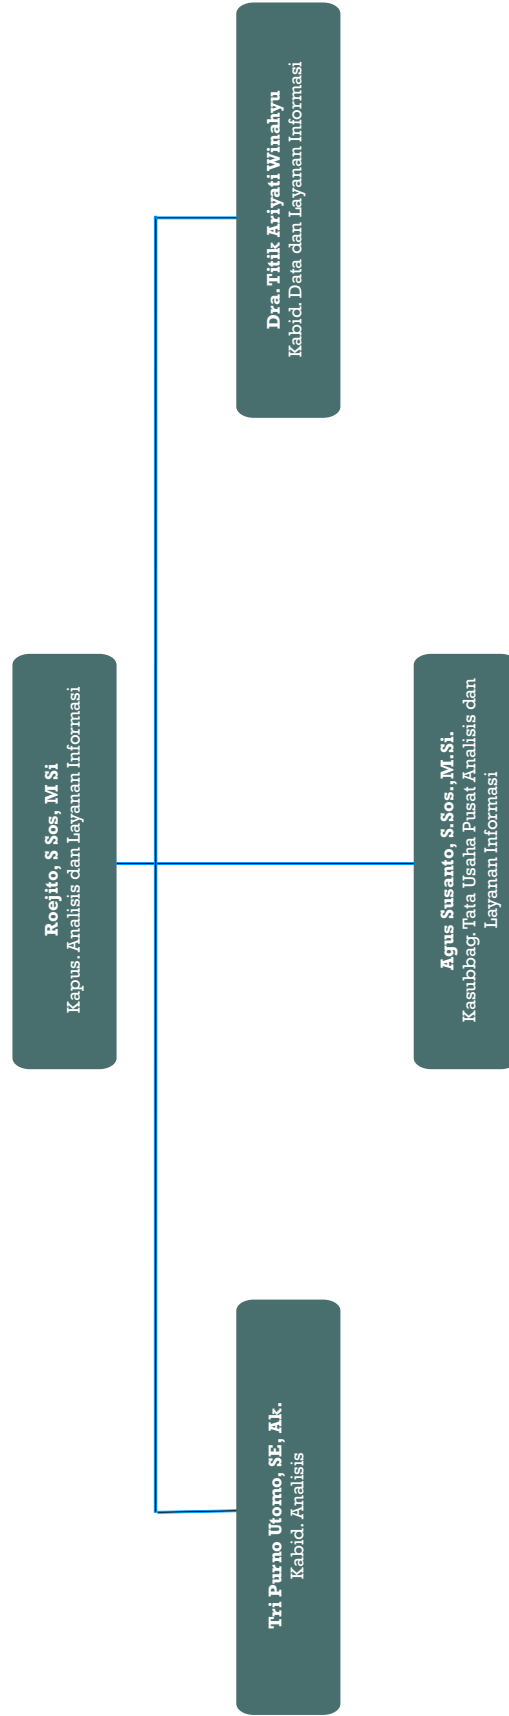 Roejito, S Sos, M Si
Kapus. Analisis dan Layanan Informasi
Tri Purno Utomo, SE, Ak.
Kabid. Analisis
Dra. Titik Ariyati Winahyu
Kabid. Data dan Layanan Informasi
Agus Susanto, S.Sos.,M.Si.
Kasubbag. Tata Usaha Pusat Analisis dan
Layanan Informasi